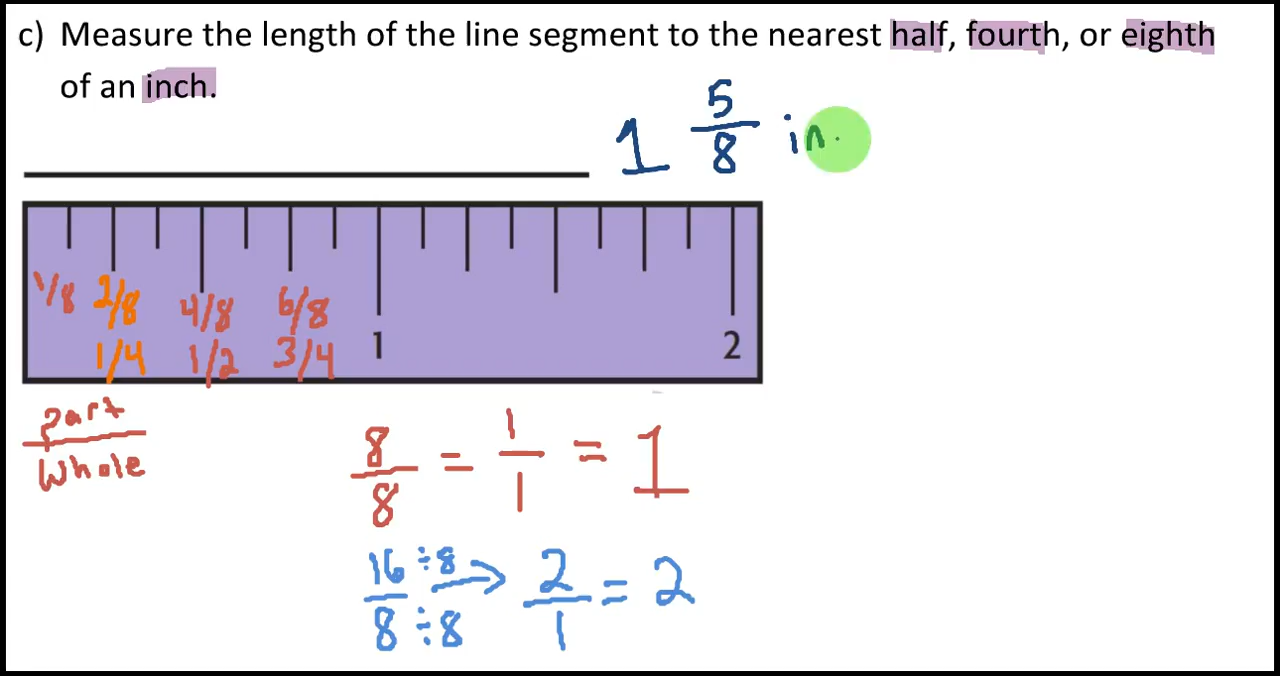 c) Measure the length of the line segment to the nearest half, fourth, or eighth
of an inch.
1 5/8 in.
1/8 2/8 4/8 6/8
1/4 1/2 3/4 1 2
Part
Whole
8/8 = 1/1 = 1
16÷8 / 8÷8 → 2/1 = 2